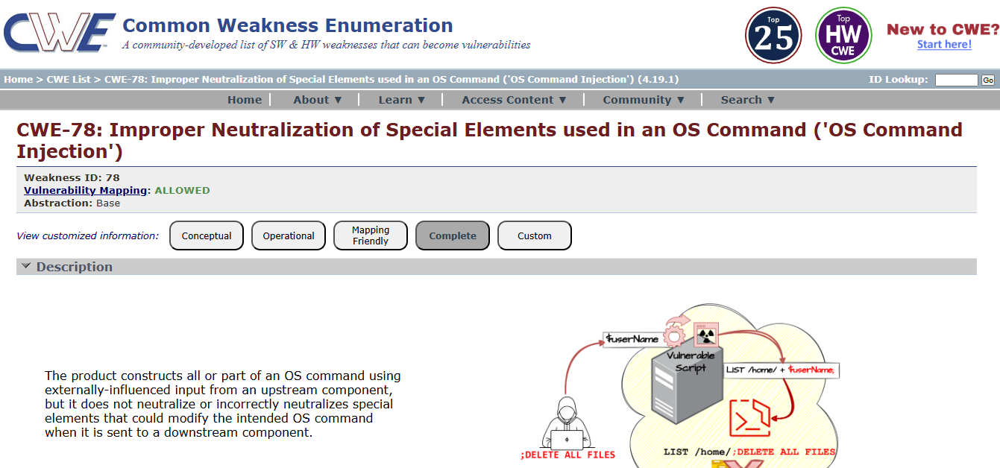 CWE
Common Weakness Enumeration
A community-developed list of SW & HW weaknesses that can become vulnerabilities
Top
25
Top
HW
CWE
New to CWE?
Start here!
Home > CWE List > CWE-78: Improper Neutralization of Special Elements used in an OS Command ('OS Command Injection') (4.19.1)
ID Lookup:
Go
Home
About ▼
Learn ▼
Access Content ▼
Community ▼
Search ▼
CWE-78: Improper Neutralization of Special Elements used in an OS Command ('OS Command
Injection')
Weakness ID: 78
Vulnerability Mapping: ALLOWED
Abstraction: Base
View customized information:
Conceptual
Operational
Mapping
Friendly
Complete
Custom
Description
The product constructs all or part of an OS command using
externally-influenced input from an upstream component,
but it does not neutralize or incorrectly neutralizes special
elements that could modify the intended OS command
when it is sent to a downstream component.
$userName
Vulnerable
Script
LIST /home/ + $userName;
;DELETE ALL FILES
LIST /home/;DELETE ALL FILES